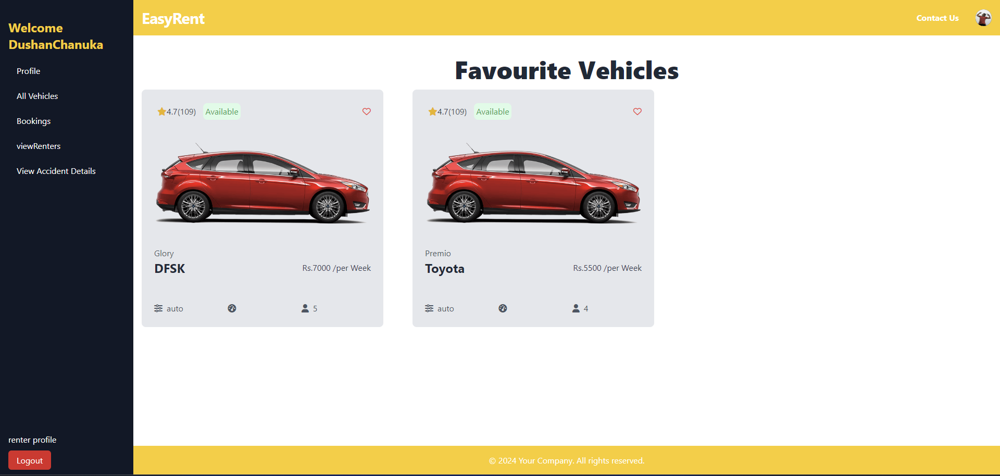 Welcome
DushanChanuka
Profile
All Vehicles
Bookings
viewRenters
View Accident Details
renter profile
Logout
EasyRent
Contact Us
Favourite Vehicles
4.7(109) Available
Glory
DFSK
Rs.7000 /per Week
auto
5
4.7(109) Available
Premio
Toyota
Rs.5500 /per Week
auto
4
© 2024 Your Company. All rights reserved.